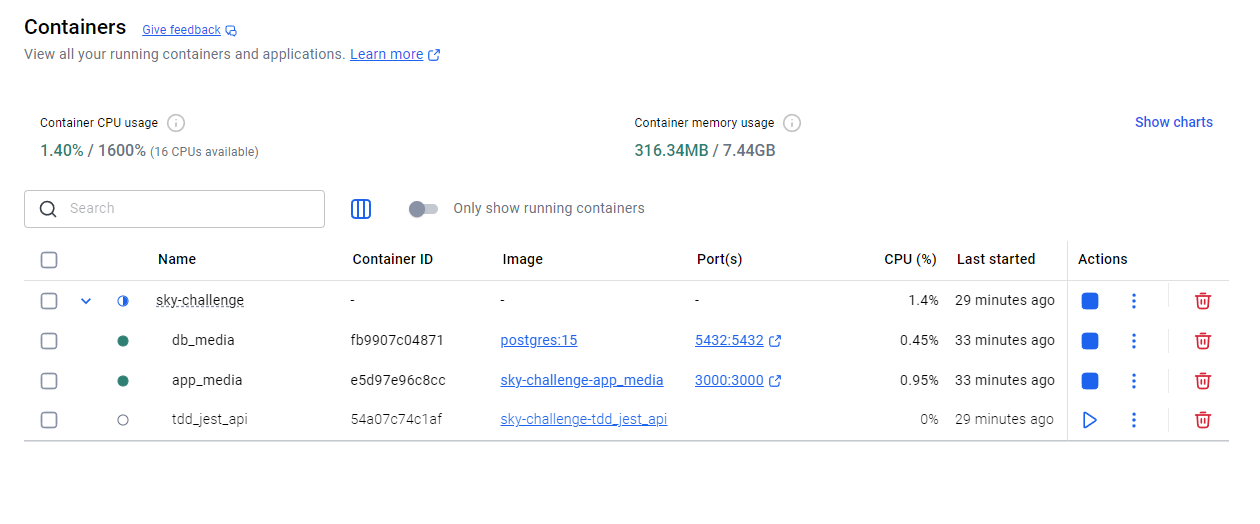 Containers Give feedback
View all your running containers and applications. Learn more
Container CPU usage Container memory usage Show charts
1.40% / 1600% (16 CPUs available) 316.34MB / 7.44GB
Search Only show running containers
Name Container ID Image Port(s) CPU (%) Last started Actions
sky-challenge - - - 1.4% 29 minutes ago
db_media fb9907c04871 postgres:15 5432:5432 0.45% 33 minutes ago
app_media e5d97e96c8cc sky-challenge-app_media 3000:3000 0.95% 33 minutes ago
tdd_jest_api 54a07c74c1af sky-challenge-tdd_jest_api 0% 29 minutes ago